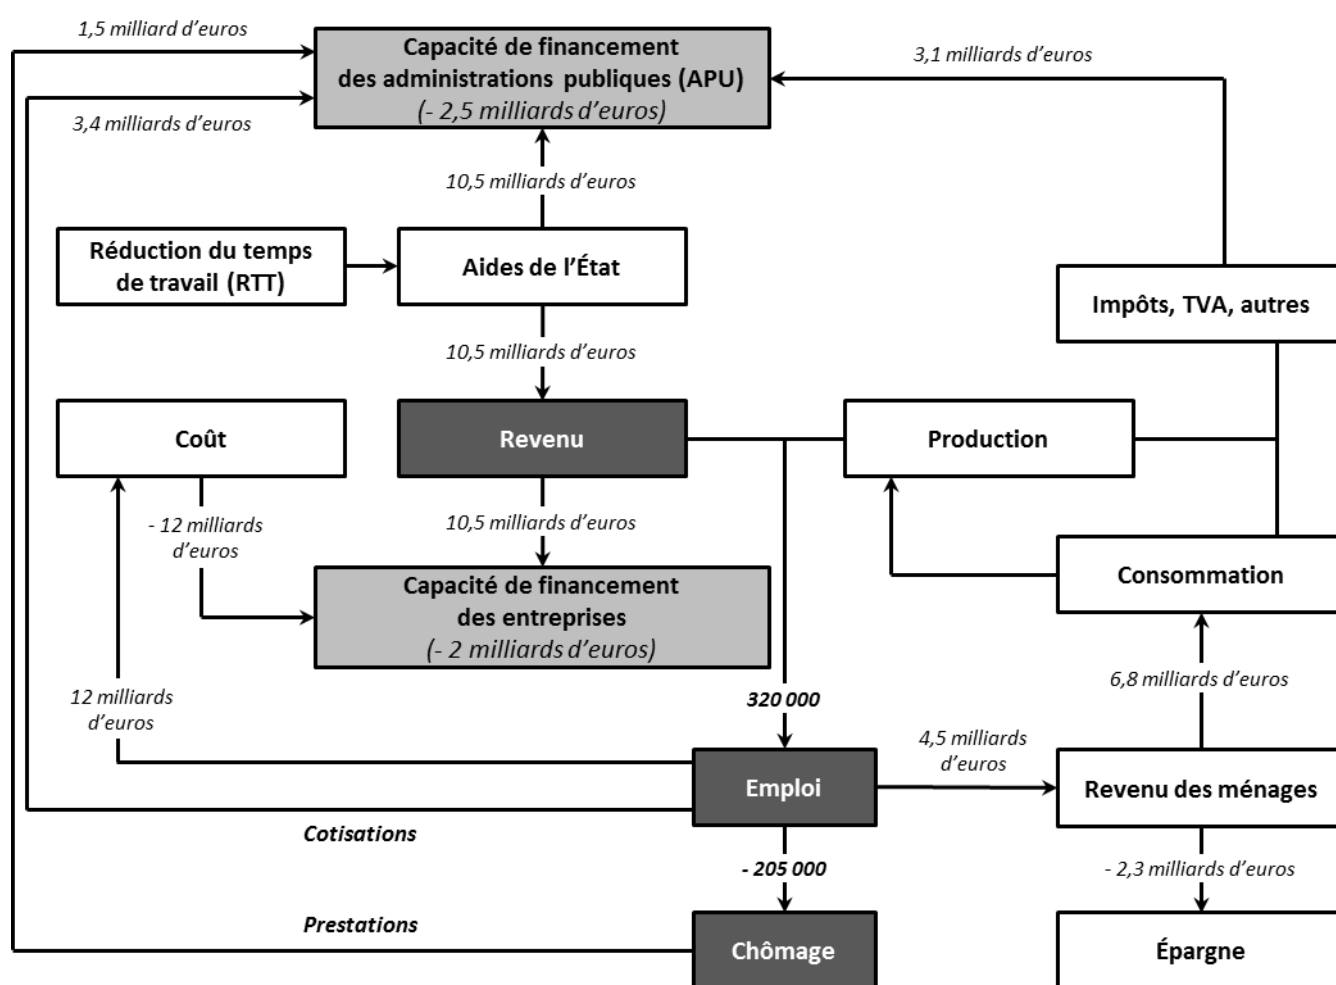 1,5 milliard d’euros
Capacité de financement
des administrations publiques (APU)
(- 2,5 milliards d’euros)
3,1 milliards d’euros
3,4 milliards d’euros
10,5 milliards d’euros
Réduction du temps
de travail (RTT)
Aides de l’État
Impôts, TVA, autres
10,5 milliards d’euros
Coût
Revenu
Production
- 12 milliards
d’euros
10,5 milliards d’euros
Capacité de financement
des entreprises
(- 2 milliards d’euros)
Consommation
12 milliards
d’euros
320 000
6,8 milliards d’euros
4,5 milliards
d’euros
Emploi
Revenu des ménages
Cotisations
- 205 000
- 2,3 milliards d’euros
Prestations
Chômage
Épargne